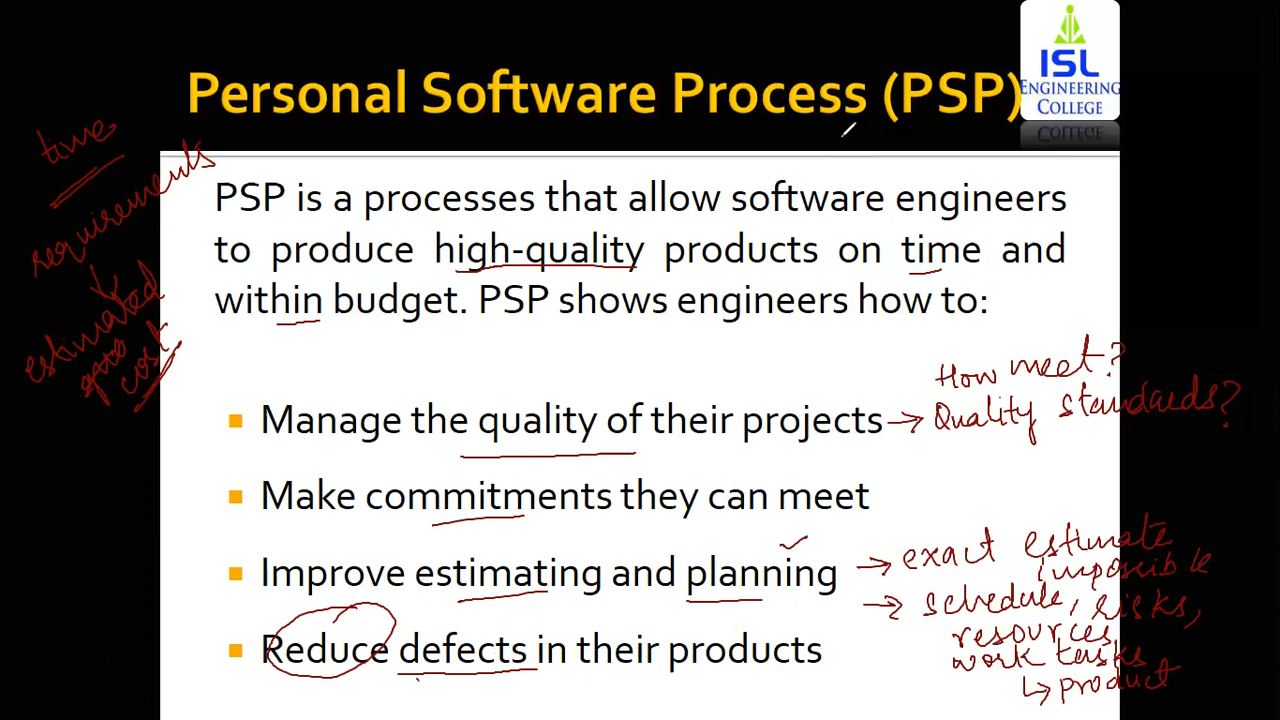 Personal Software Process (PSP)
ISL
ENGINEERING
COLLEGE
COLLEGE
time
requirements
estimated
cost
PSP is a processes that allow software engineers
to produce high-quality products on time and
within budget. PSP shows engineers how to:
How meet?
Manage the quality of their projects → Quality standards?
Make commitments they can meet
Improve estimating and planning → exact estimate
impossible
→ schedule, risks,
resources,
work tasks
↳ product
Reduce defects in their products